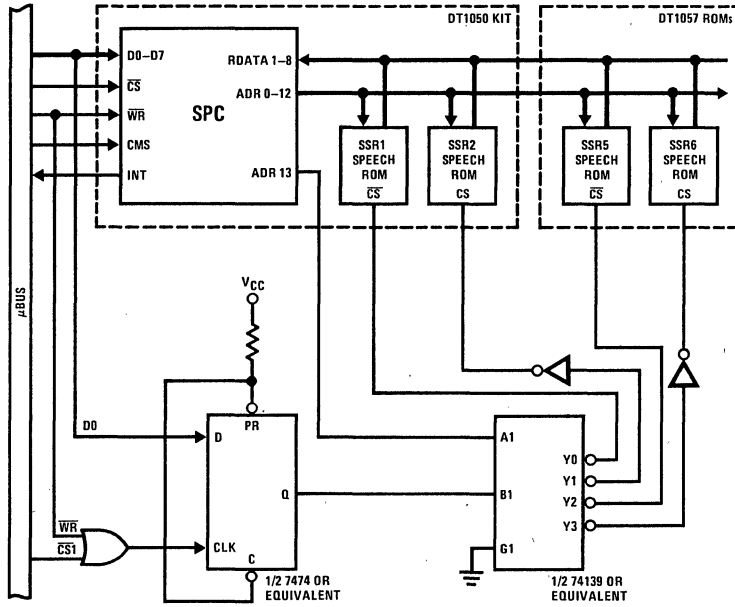 DT1050 KIT
DT1057 ROMs
D0–D7
RDATA 1–8
CS
ADR 0–12
WR
SPC
CMS
INT
ADR 13
SSR1
SPEECH
ROM
CS
SSR2
SPEECH
ROM
CS
SSR5
SPEECH
ROM
CS
SSR6
SPEECH
ROM
CS
μBUS
VCC
PR
D0
D
Q
CLK
C
WR
CS1
1/2 7474 OR
EQUIVALENT
A1
B1
G1
Y0
Y1
Y2
Y3
1/2 74139 OR
EQUIVALENT